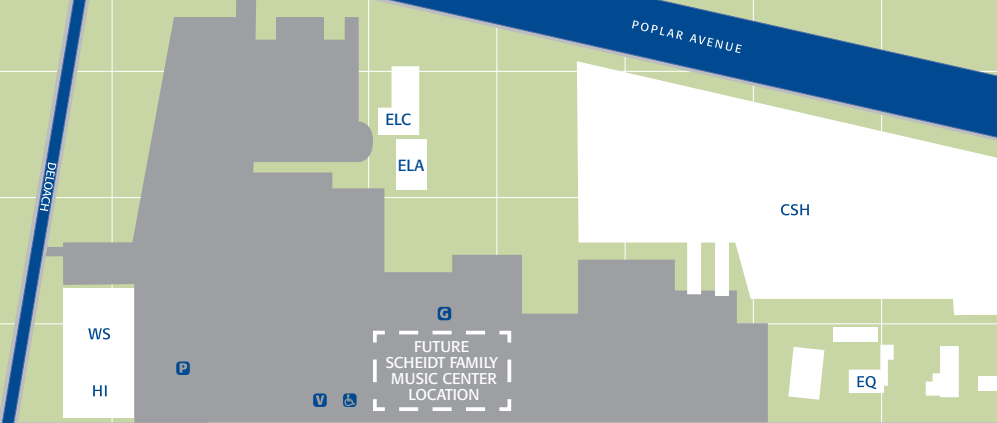 POPLAR AVENUE
ELC
ELA
DELOACH
CSH
G
WS
FUTURE
SCHEIDT FAMILY
MUSIC CENTER
LOCATION
P
EQ
HI
V